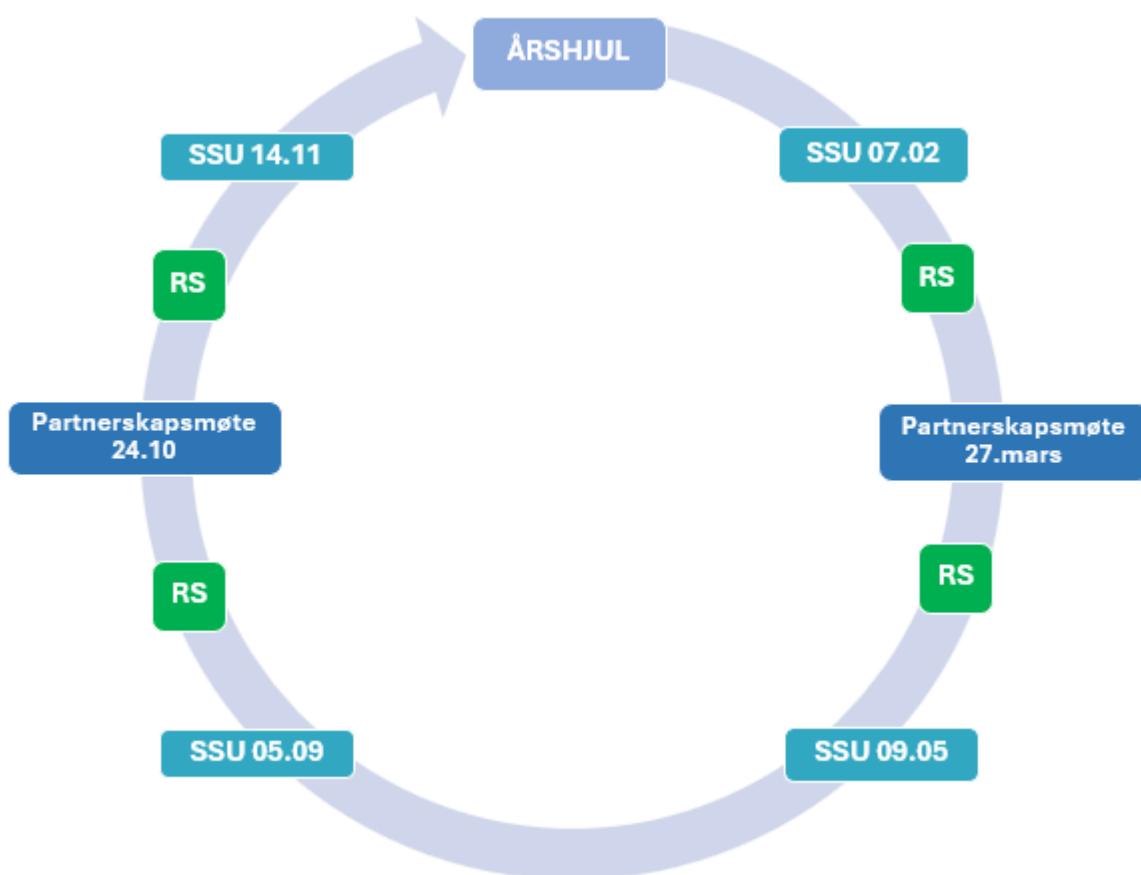 ÅRSHJUL
SSU 07.02
RS
Partnerskapsmøte
27.mars
RS
SSU 09.05
SSU 05.09
RS
Partnerskapsmøte
24.10
RS
SSU 14.11